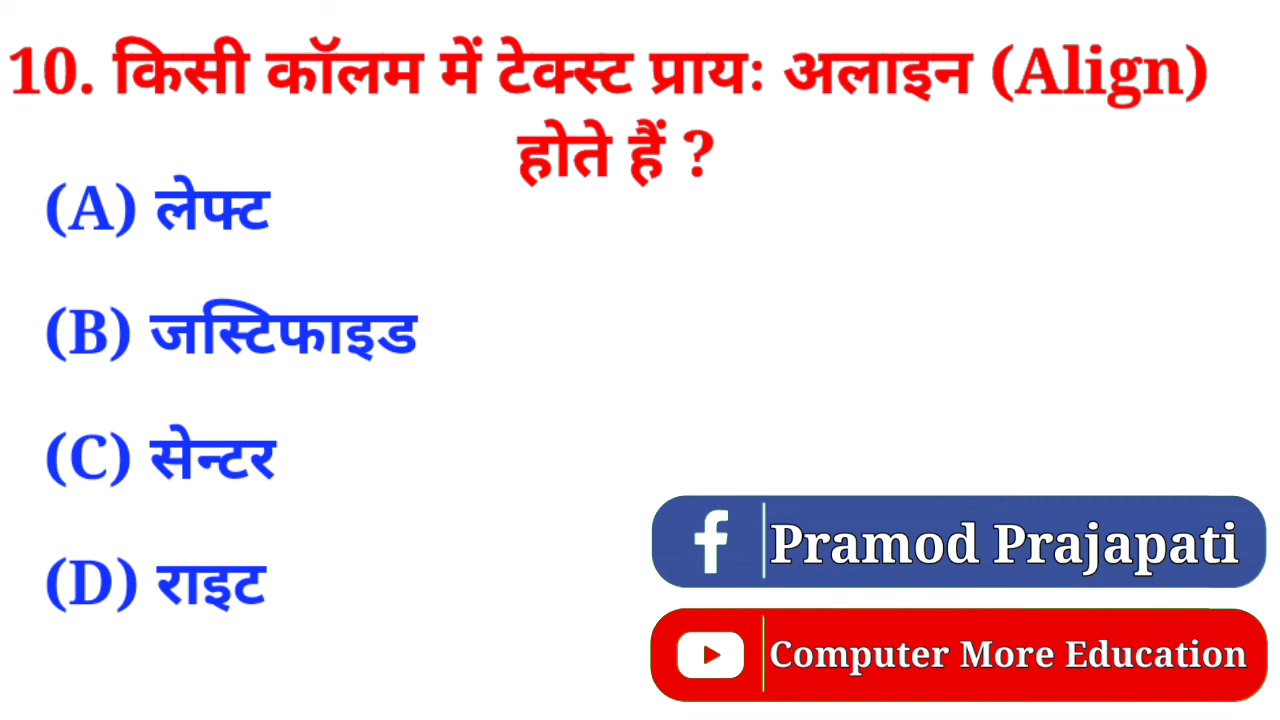 10. किसी कॉलम में टेक्स्ट प्रायः अलाइन (Align)
होते हैं ?
(A) लेफ्ट
(B) जस्टिफाइड
(C) सेन्टर
(D) राइट
Pramod Prajapati
Computer More Education